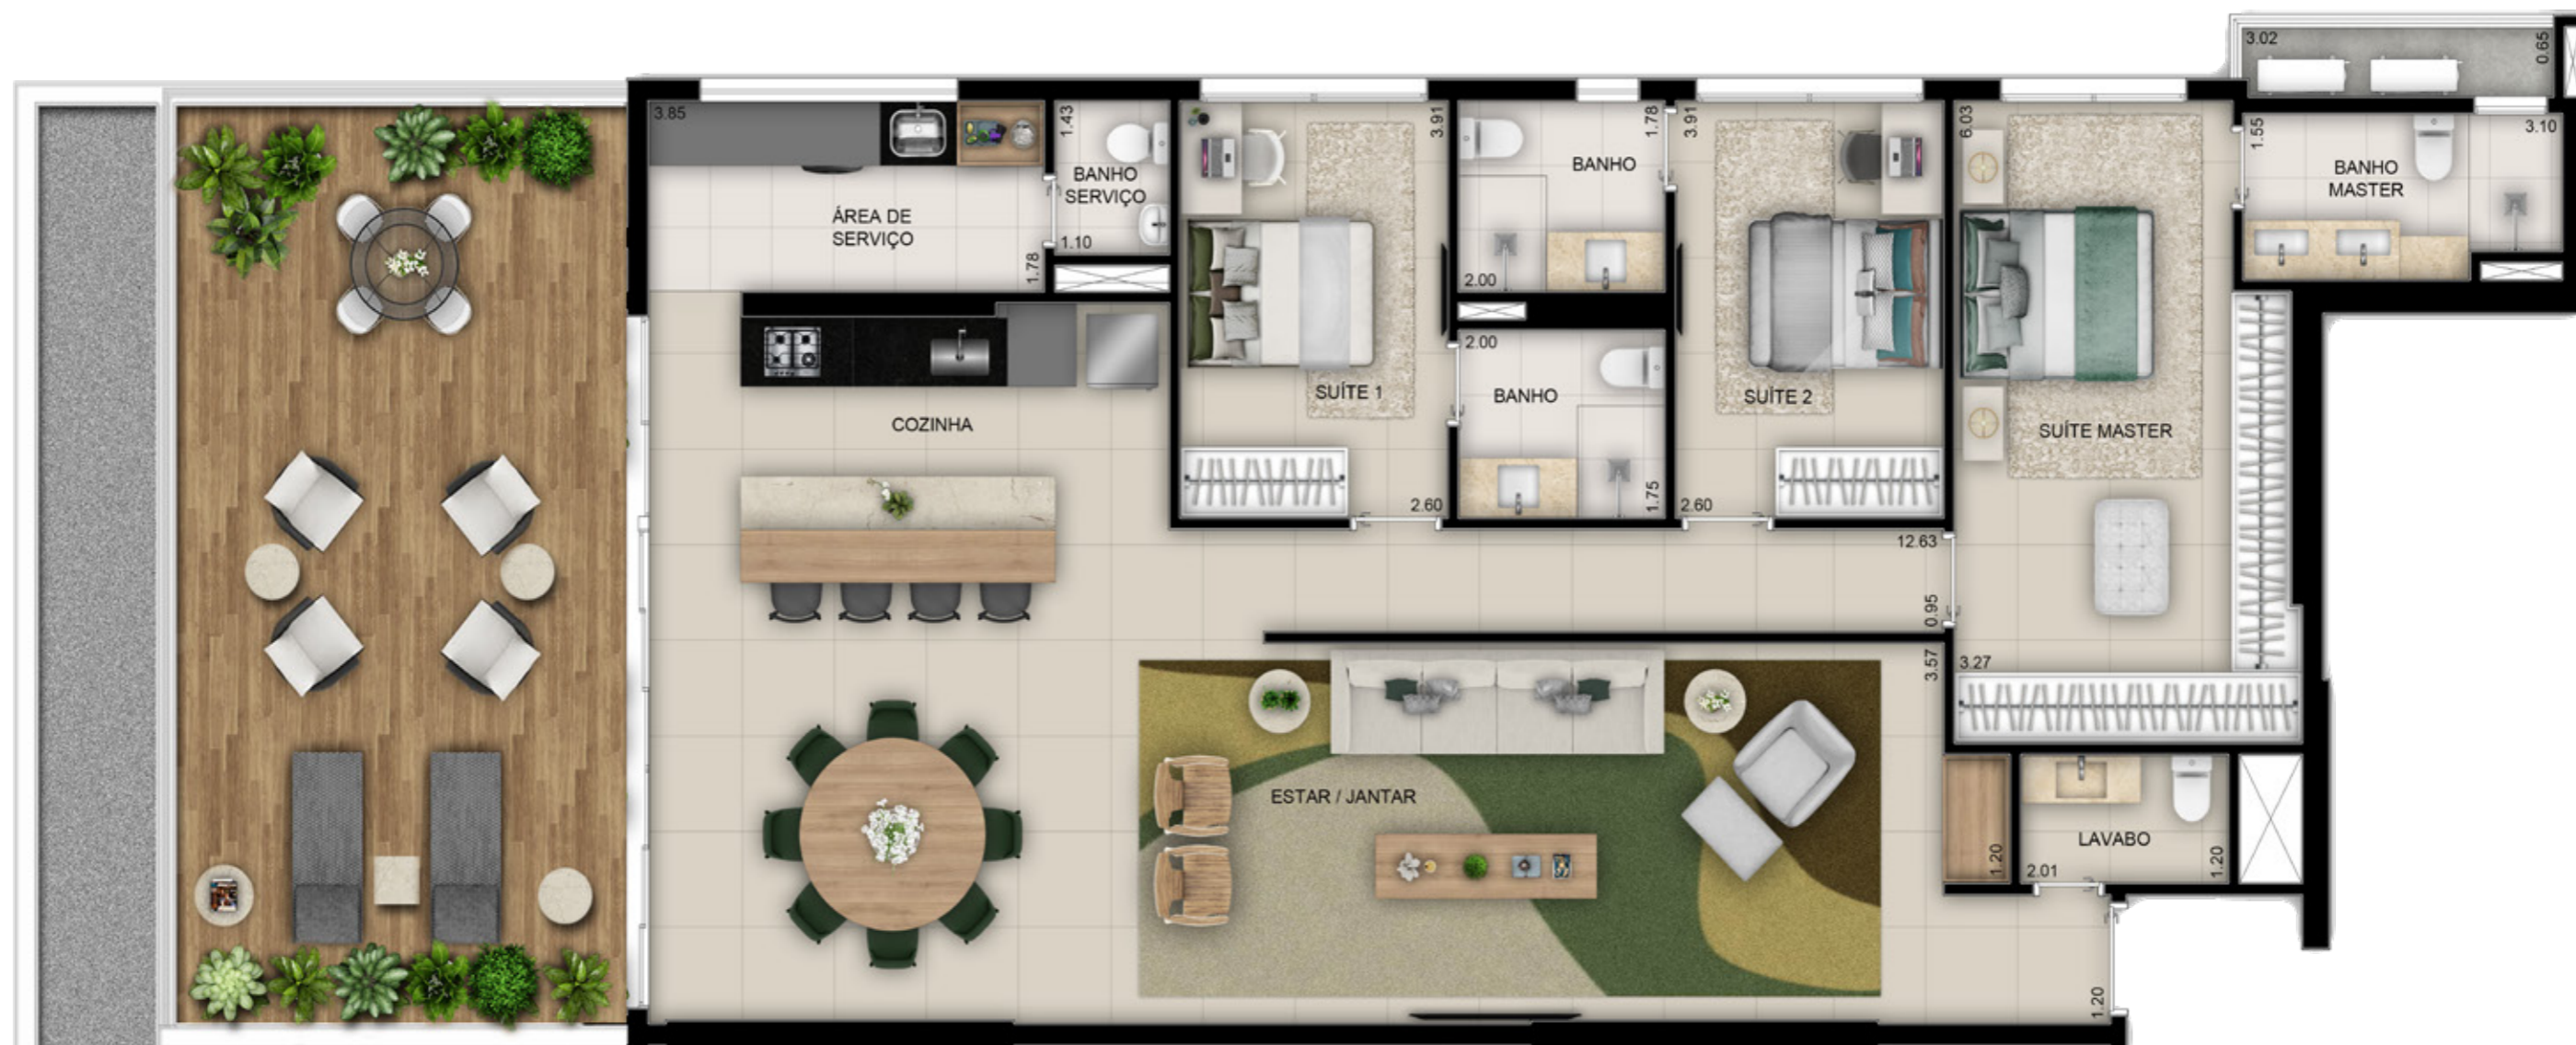 3.02
0.65
3.85
1.43
BANHO
SERVIÇO
1.10
ÁREA DE
SERVIÇO
1.78
3.91
SUÍTE 1
2.60
1.78
BANHO
2.00
2.00
BANHO
1.75
3.91
SUÍTE 2
2.60
6.03
SUÍTE MASTER
3.27
1.55
3.10
BANHO
MASTER
COZINHA
12.63
0.95
3.57
ESTAR / JANTAR
1.20
LAVABO
2.01
1.20
1.20